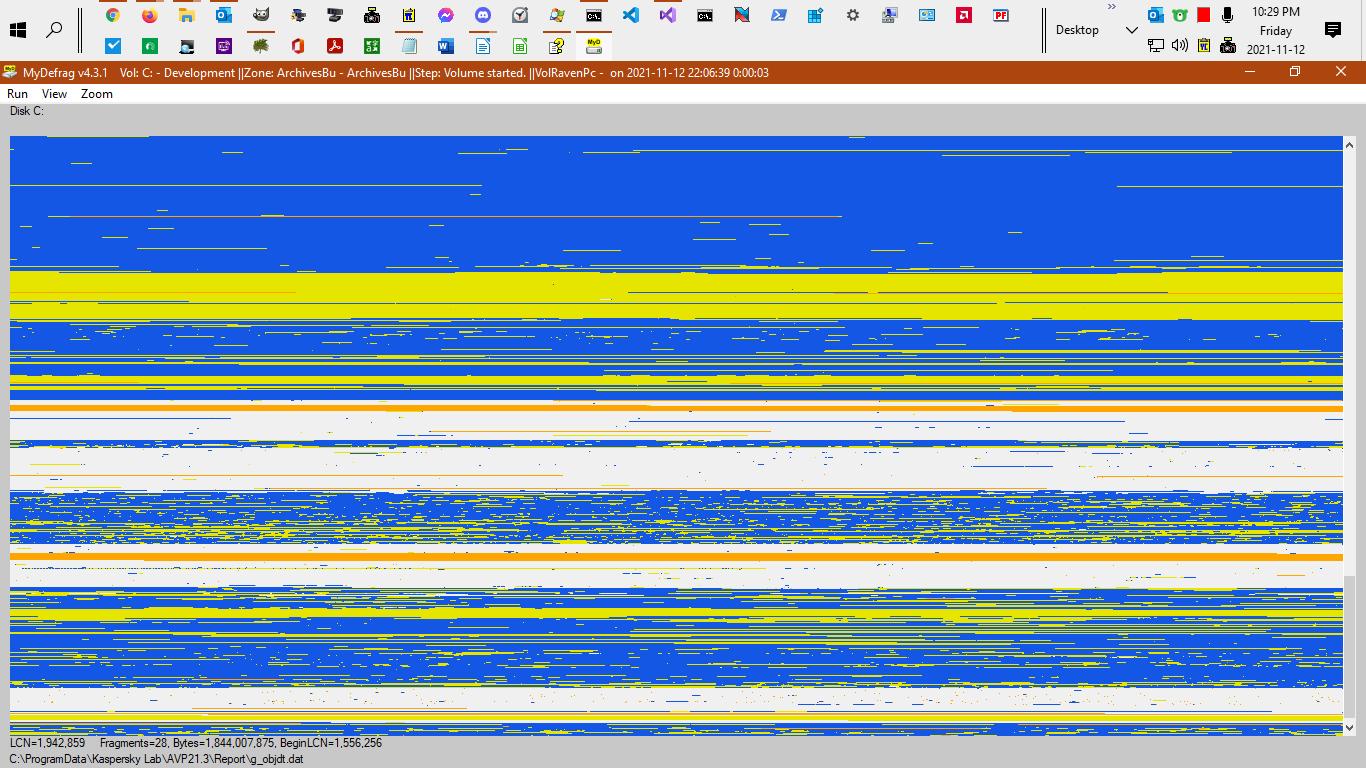 10:29 PM
Desktop
Friday
2021-11-12
MyDefrag v4.3.1 Vol: C: - Development ||Zone: ArchivesBu - ArchivesBu ||Step: Volume started. ||VolRavenPc - on 2021-11-12 22:06:39 0:00:03
Run View Zoom
Disk C:
LCN=1,942,859 Fragments=28, Bytes=1,844,007,875, BeginLCN=1,556,256
C:\ProgramData\Kaspersky Lab\AVP21.3\Report\g_objdt.dat